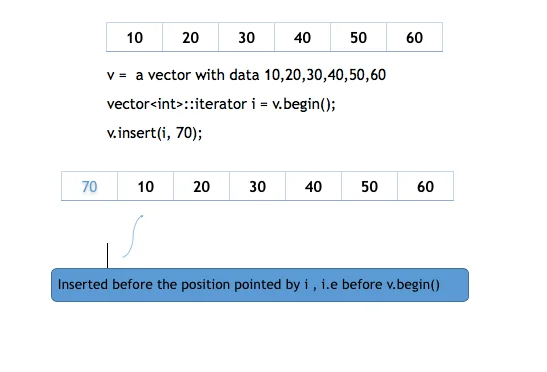 10 20 30 40 50 60
v = a vector with data 10,20,30,40,50,60
vector<int>::iterator i = v.begin();
v.insert(i, 70);
70 10 20 30 40 50 60
Inserted before the position pointed by i , i.e before v.begin()